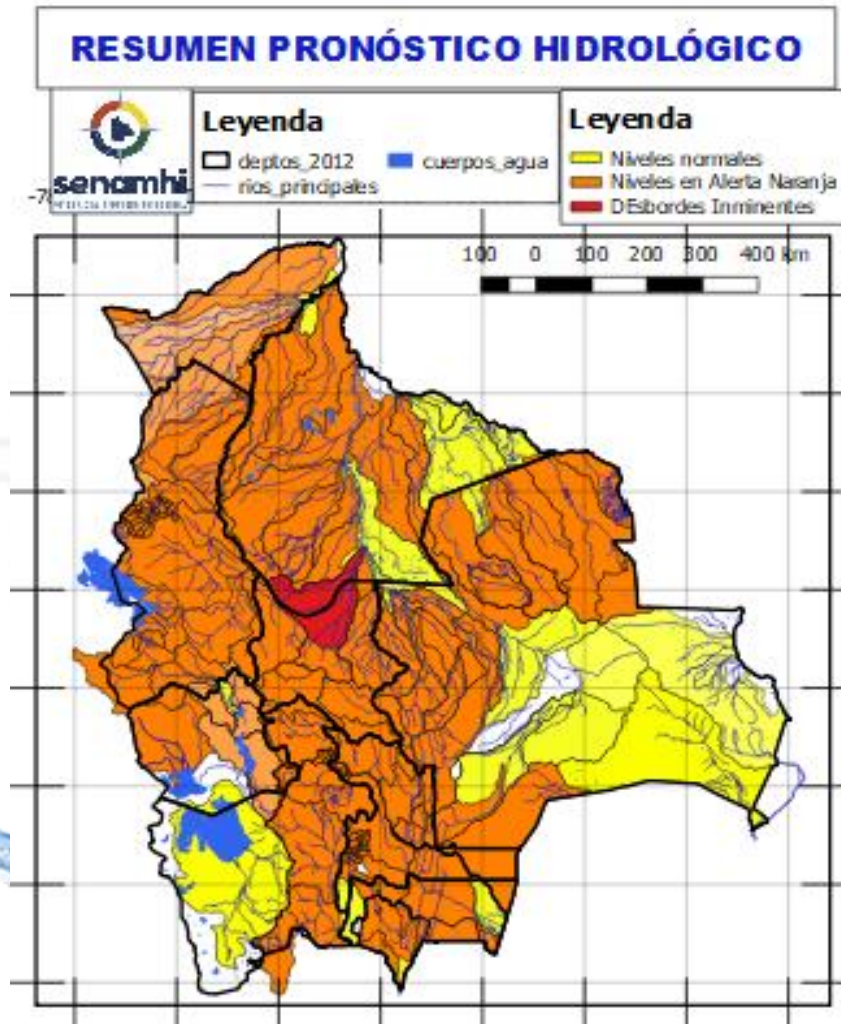 RESUMEN PRONÓSTICO HIDROLÓGICO
senamhi
Leyenda
deptos_2012
cuerpos_agua
rios_principales
Leyenda
Niveles normales
Niveles en Alerta Naranja
DEsbordes Inminentes
100 0 100 200 300 400 km